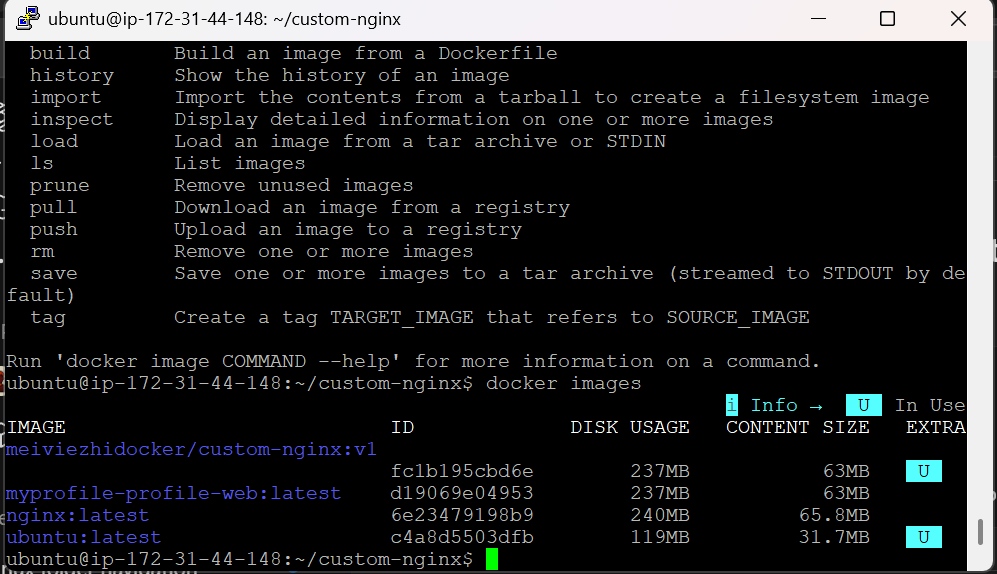 ubuntu@ip-172-31-44-148: ~/custom-nginx
build Build an image from a Dockerfile
history Show the history of an image
import Import the contents from a tarball to create a filesystem image
inspect Display detailed information on one or more images
load Load an image from a tar archive or STDIN
ls List images
prune Remove unused images
pull Download an image from a registry
push Upload an image to a registry
rm Remove one or more images
save Save one or more images to a tar archive (streamed to STDOUT by de
fault)
tag Create a tag TARGET_IMAGE that refers to SOURCE_IMAGE
Run 'docker image COMMAND --help' for more information on a command.
ubuntu@ip-172-31-44-148:~/custom-nginx$ docker images
i Info → U In Use
IMAGE ID DISK USAGE CONTENT SIZE EXTRA
meiviezhidocker/custom-nginx:v1
fc1b195cbd6e 237MB 63MB U
myprofile-profile-web:latest d19069e04953 237MB 63MB
nginx:latest 6e23479198b9 240MB 65.8MB
ubuntu:latest c4a8d5503dfb 119MB 31.7MB U
ubuntu@ip-172-31-44-148:~/custom-nginx$